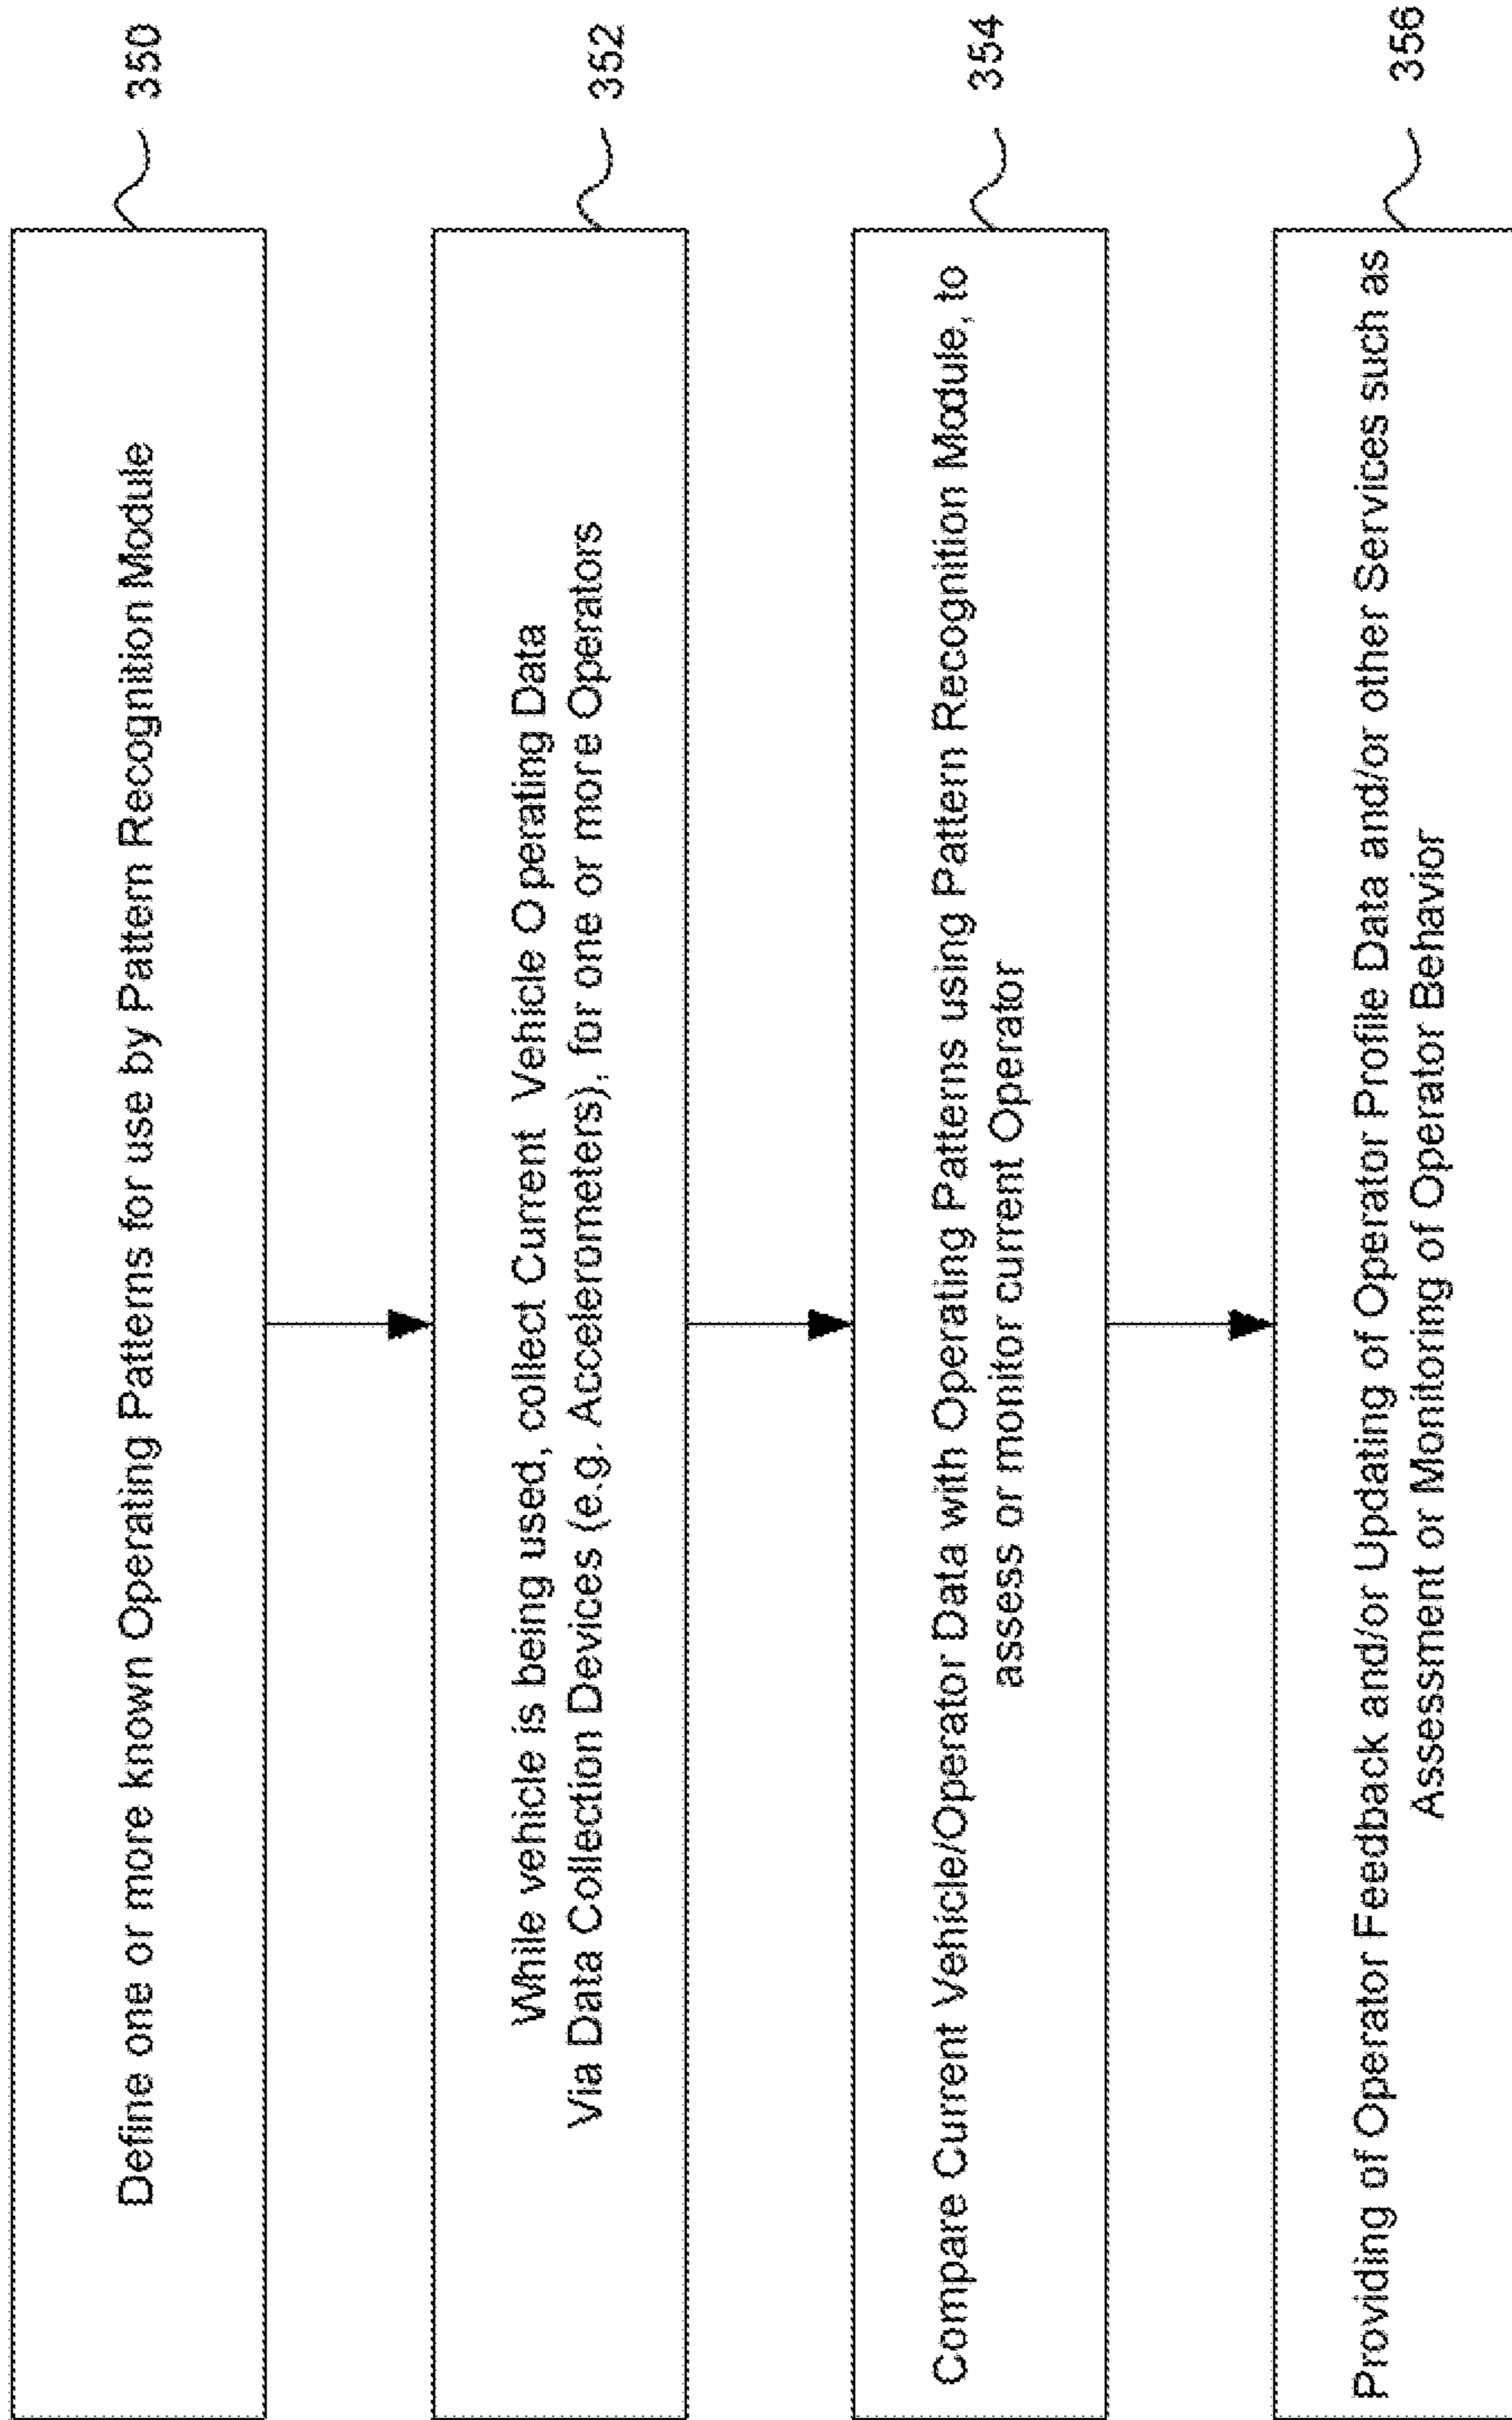 Define one or more known Operating Patterns for use by Pattern Recognition Module
350
While vehicle is being used, collect Current Vehicle Operating Data
Via Data Collection Devices (e.g. Accelerometers), for one or more Operators
352
Compare Current Vehicle/Operator Data with Operating Patterns using Pattern Recognition Module, to
assess or monitor current Operator
354
Providing of Operator Feedback and/or Updating of Operator Profile Data and/or other Services such as
Assessment or Monitoring of Operator Behavior
356